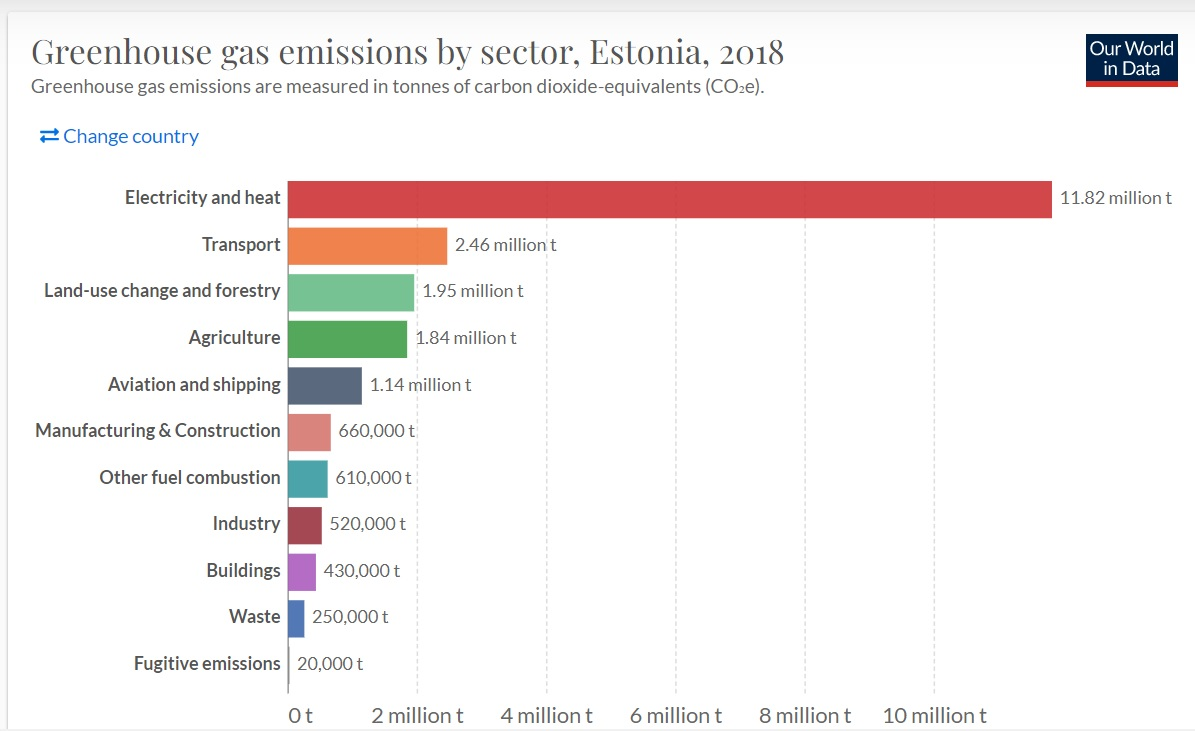 Greenhouse gas emissions by sector, Estonia, 2018
Our World
in Data
Greenhouse gas emissions are measured in tonnes of carbon dioxide-equivalents (CO₂e).
⇄ Change country
Electricity and heat 11.82 million t
Transport 2.46 million t
Land-use change and forestry 1.95 million t
Agriculture 1.84 million t
Aviation and shipping 1.14 million t
Manufacturing & Construction 660,000 t
Other fuel combustion 610,000 t
Industry 520,000 t
Buildings 430,000 t
Waste 250,000 t
Fugitive emissions 20,000 t
0 t 2 million t 4 million t 6 million t 8 million t 10 million t